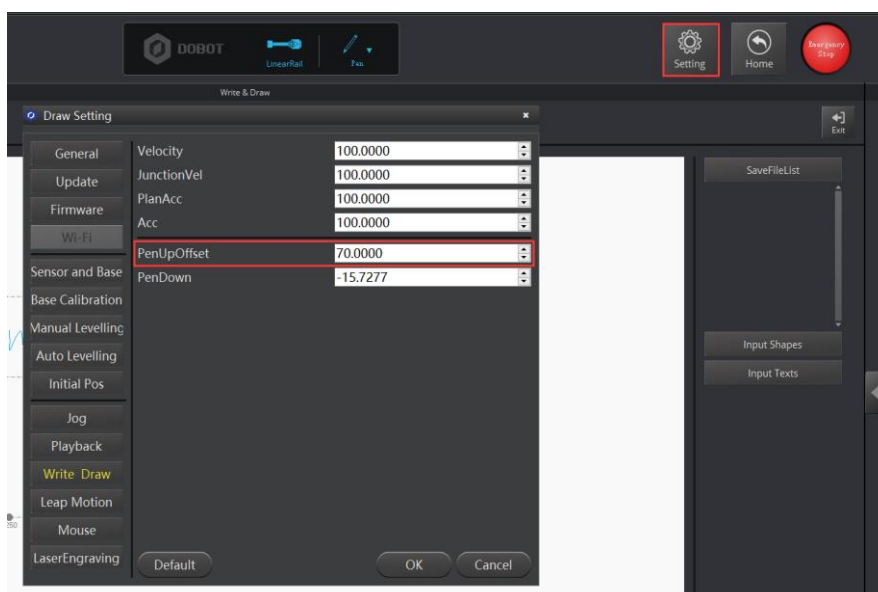 DOBOT
LinearRail
Pen
Setting
Home
Emergency
Stop
Write & Draw
Draw Setting
Exit
General
Update
Firmware
Wi-Fi
Sensor and Base
Base Calibration
Manual Levelling
Auto Levelling
Initial Pos
Jog
Playback
Write Draw
Leap Motion
Mouse
LaserEngraving
Velocity 100.0000
JunctionVel 100.0000
PlanAcc 100.0000
Acc 100.0000
PenUpOffset 70.0000
PenDown -15.7277
Default
OK
Cancel
SaveFileList
Input Shapes
Input Texts
250